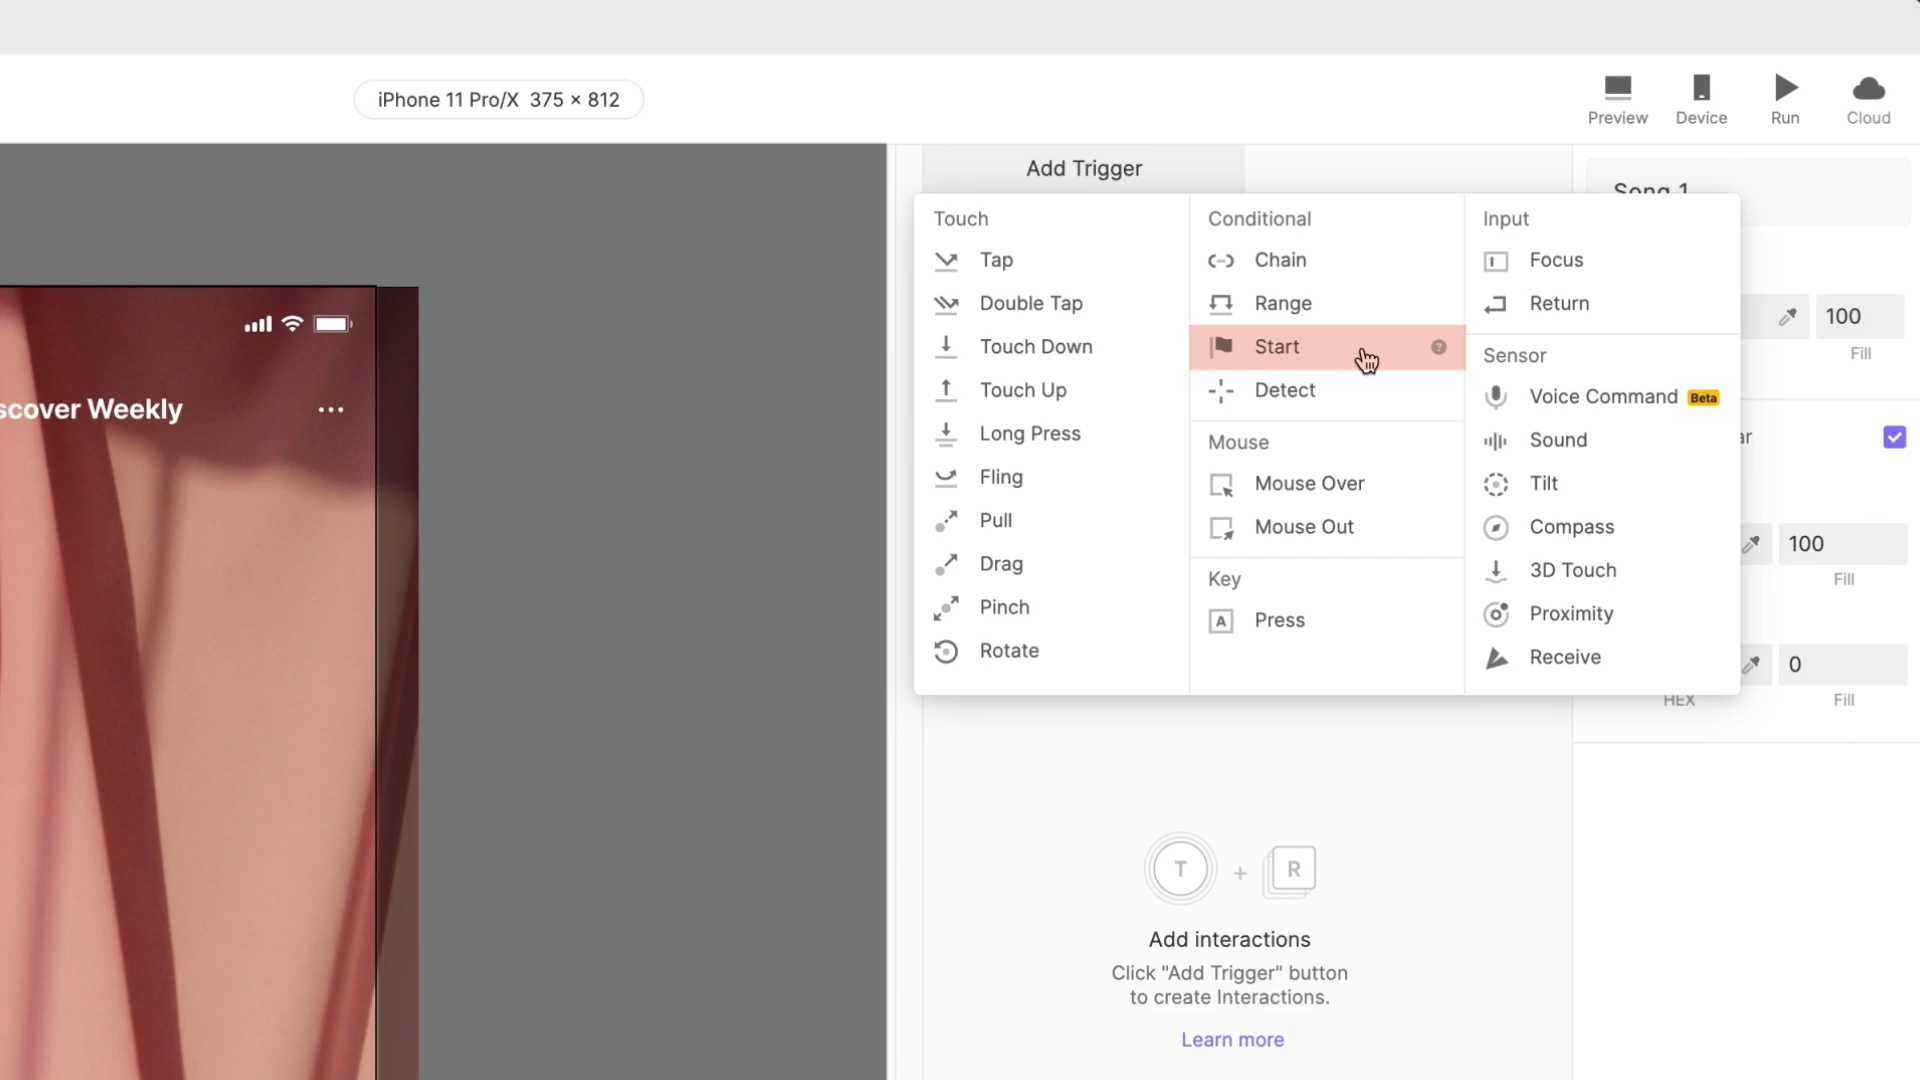 iPhone 11 Pro/X 375 × 812
Preview
Device
Run
Cloud
Add Trigger
Song 1
Touch
Tap
Double Tap
Touch Down
Touch Up
Long Press
Fling
Pull
Drag
Pinch
Rotate
Conditional
Chain
Range
Start
?
Detect
Mouse
Mouse Over
Mouse Out
Key
A
Press
Input
Focus
Return
Sensor
Voice Command Beta
Sound
Tilt
Compass
3D Touch
Proximity
Receive
100
Fill
ar
100
Fill
0
HEX
Fill
scover Weekly
T + R
Add interactions
Click "Add Trigger" button
to create Interactions.
Learn more